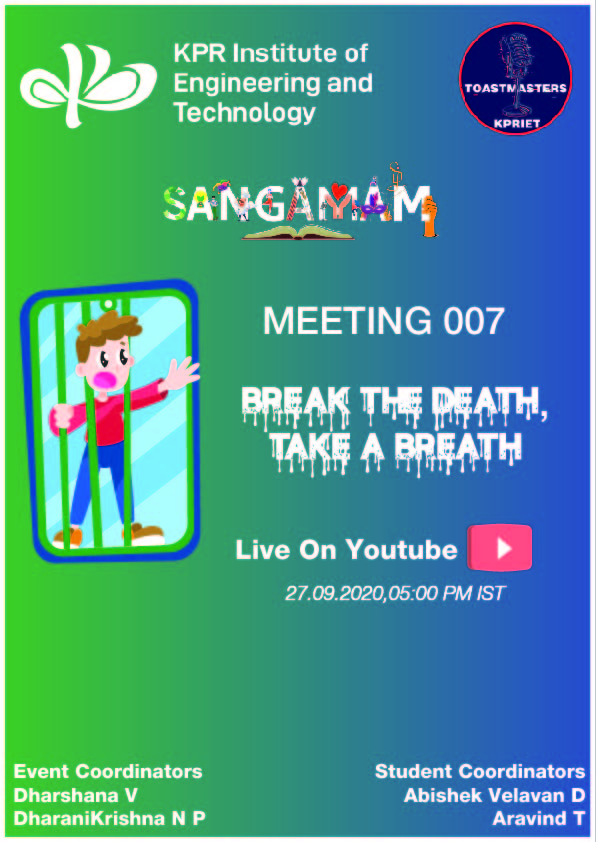 KPR Institute of
Engineering and
Technology
TOASTMASTERS
KPRIET
SANGAMAM
MEETING 007
BREAK THE DEATH,
TAKE A BREATH
Live On Youtube
27.09.2020,05:00 PM IST
Event Coordinators
Dharshana V
DharaniKrishna N P
Student Coordinators
Abishek Velavan D
Aravind T